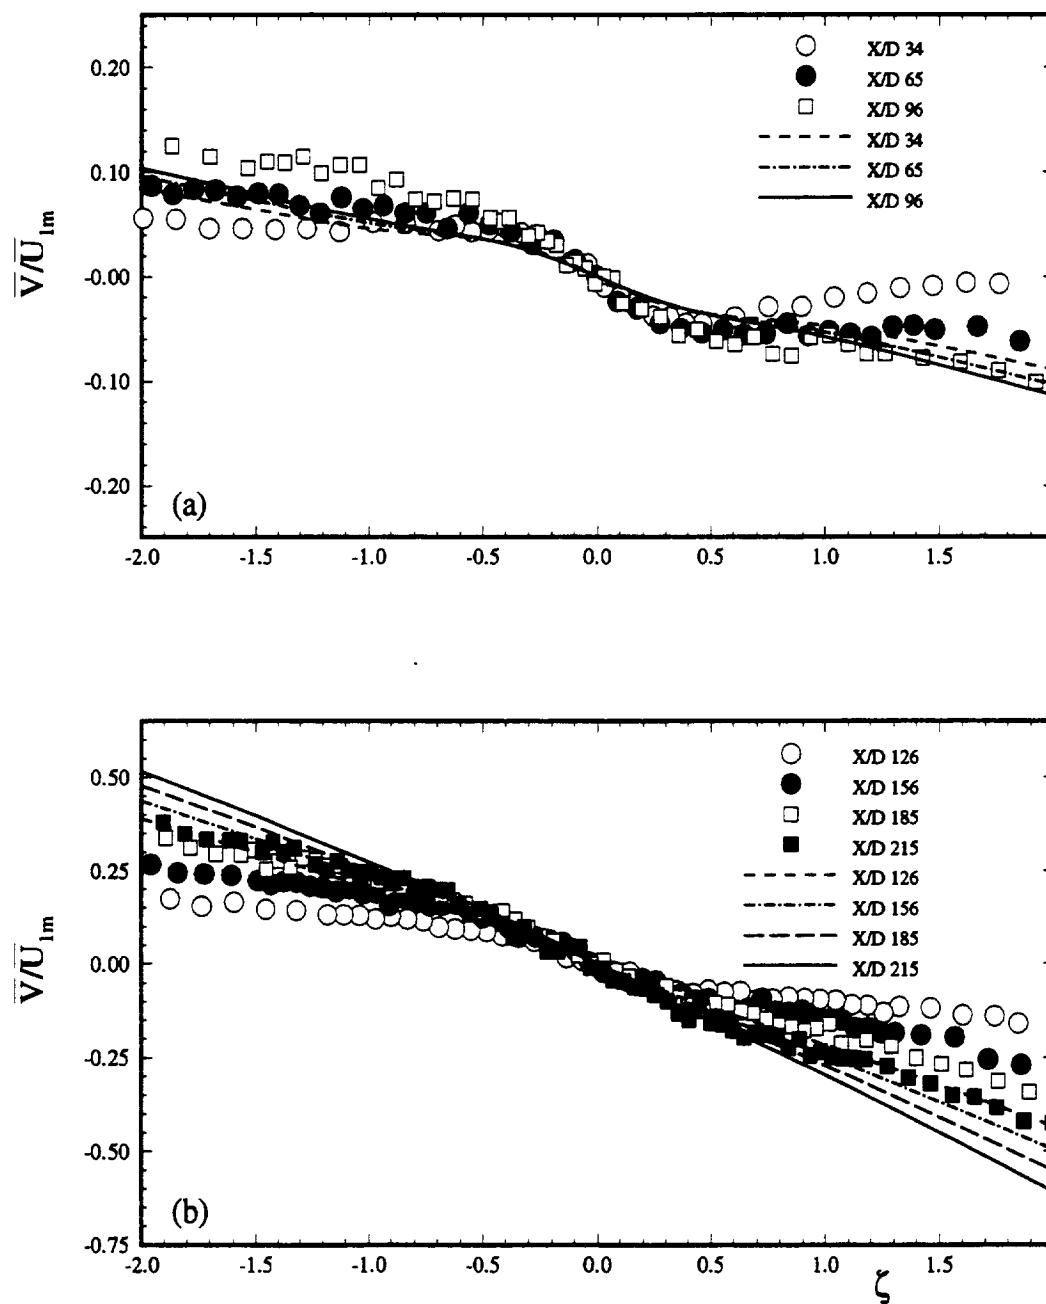 0.20
0.10
-0.00
-0.10
-0.20
V/U1m
X/D 34
X/D 65
X/D 96
X/D 34
X/D 65
X/D 96
(a)
-2.0 -1.5 -1.0 -0.5 0.0 0.5 1.0 1.5
0.50
0.25
0.00
-0.25
-0.50
-0.75
V/U1m
X/D 126
X/D 156
X/D 185
X/D 215
X/D 126
X/D 156
X/D 185
X/D 215
(b)
-2.0 -1.5 -1.0 -0.5 0.0 0.5 1.0 1.5
ζ